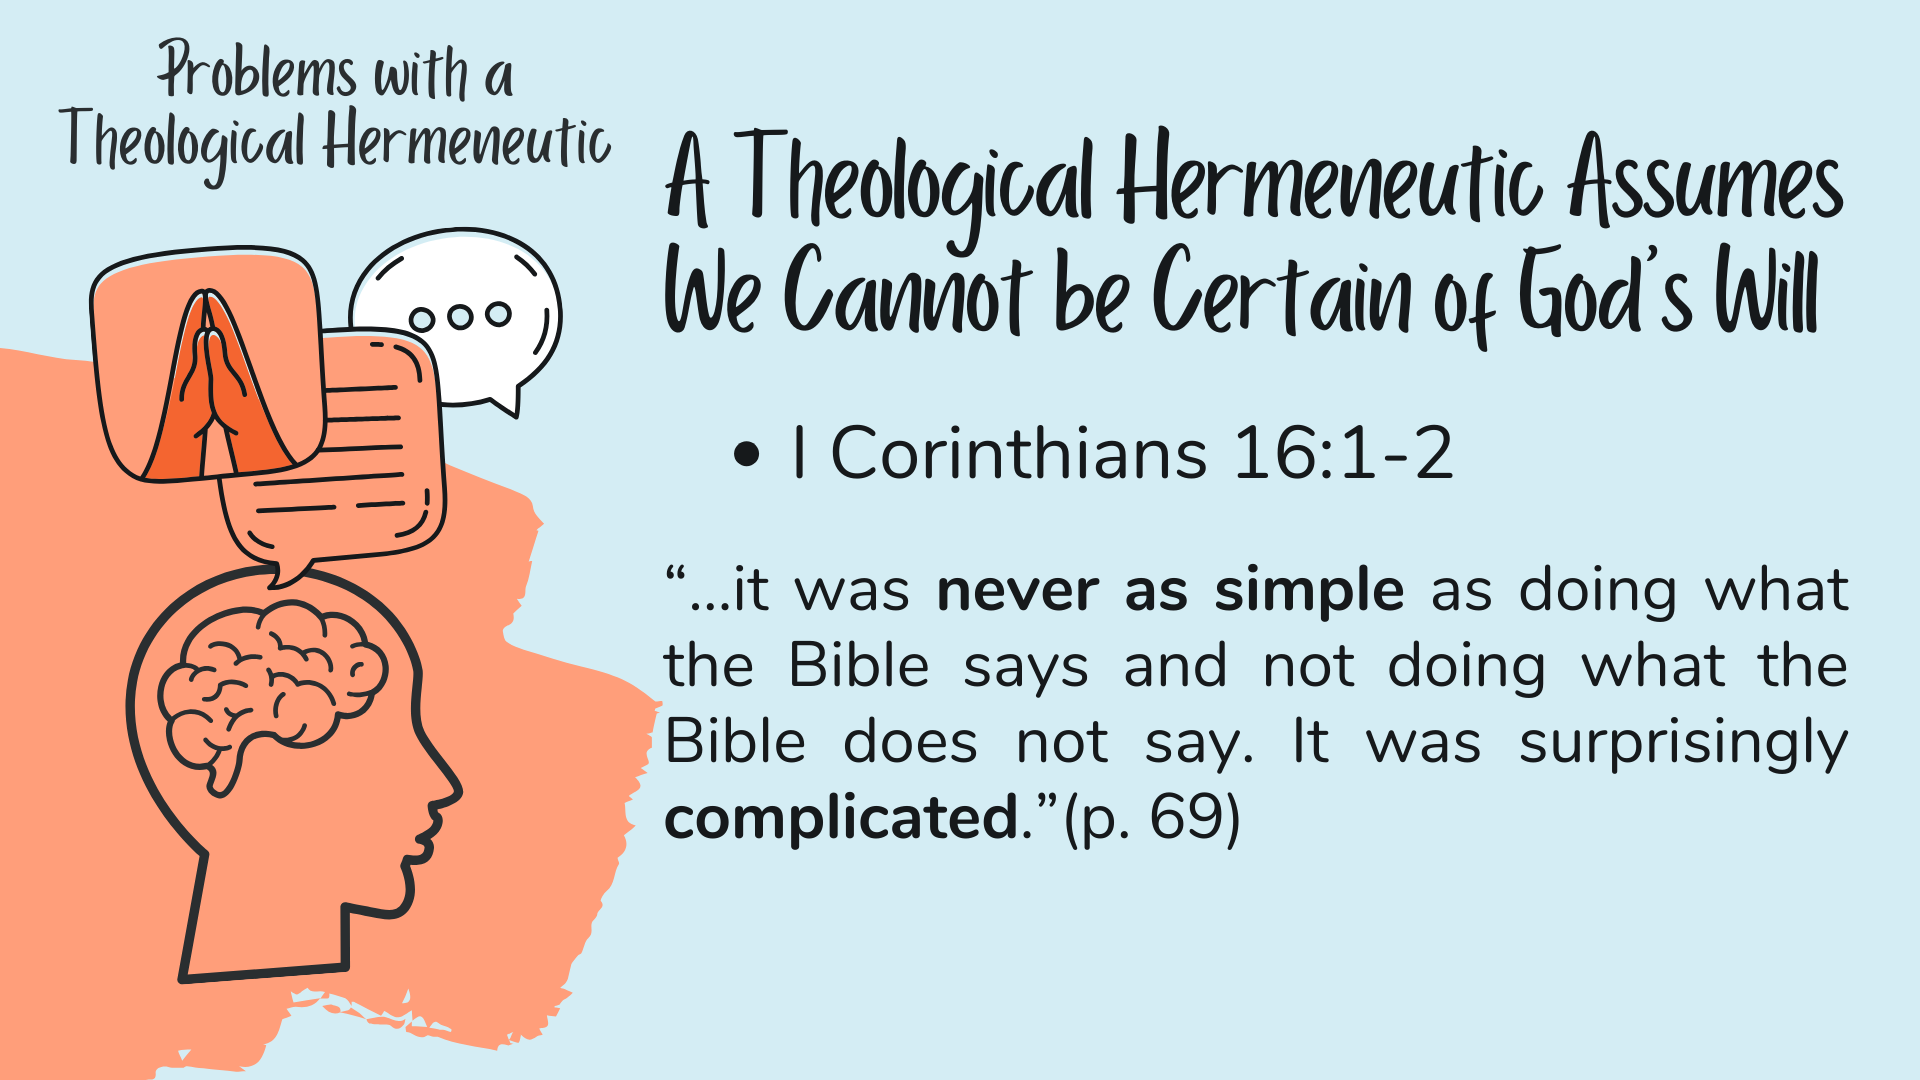 Problems with a
Theological Hermeneutic
A Theological Hermeneutic Assumes
We Cannot be Certain of God's Will
• I Corinthians 16:1-2
“...it was never as simple as doing what
the Bible says and not doing what the
Bible does not say. It was surprisingly
complicated.”(p. 69)